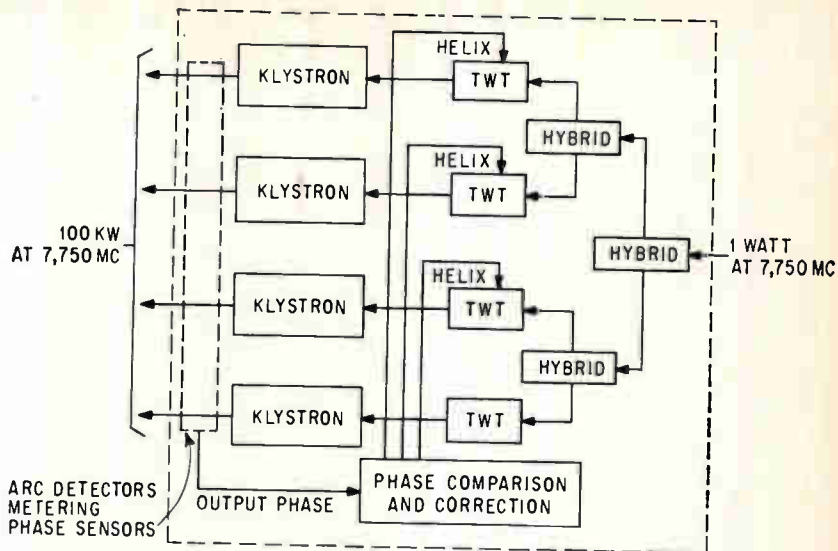 HELIX
KLYSTRON
TWT
HYBRID
HELIX
KLYSTRON
TWT
100 KW
AT 7,750 MC
HYBRID
1 WATT
AT 7,750 MC
HELIX
KLYSTRON
TWT
HYBRID
KLYSTRON
TWT
ARC DETECTORS
METERING
PHASE SENSORS
OUTPUT PHASE
PHASE COMPARISON
AND CORRECTION